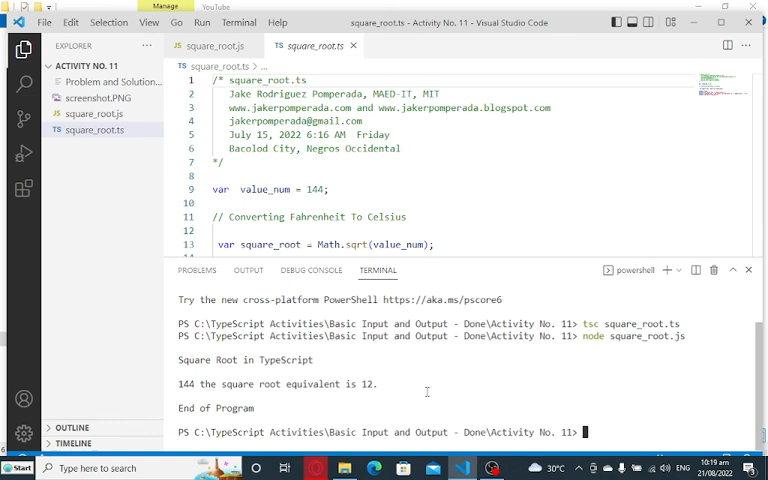 Manage
YouTube
File Edit Selection View Go Run Terminal Help
square_root.ts - Activity No. 11 - Visual Studio Code
EXPLORER
TS square_root.js
TS square_root.ts
TS square_root.ts > ...
ACTIVITY NO. 11
Problem and Solution...
screenshot.PNG
JS square_root.js
TS square_root.ts
1 /* square_root.ts
2 Jake Rodriguez Pomperada, MAED-IT, MIT
3 www.jakerpomperada.com and www.jakerpomperada.blogspot.com
4 jakerpomperada@gmail.com
5 July 15, 2022 6:16 AM Friday
6 Bacolod City, Negros Occidental
7 */
8
9 var value_num = 144;
10
11 // Converting Fahrenheit To Celsius
12
13 var square_root = Math.sqrt(value_num);
PROBLEMS OUTPUT DEBUG CONSOLE TERMINAL
powershell
Try the new cross-platform PowerShell https://aka.ms/pscore6
PS C:\TypeScript Activities\Basic Input and Output - Done\Activity No. 11> tsc square_root.ts
PS C:\TypeScript Activities\Basic Input and Output - Done\Activity No. 11> node square_root.js
Square Root in TypeScript
144 the square root equivalent is 12.
End of Program
PS C:\TypeScript Activities\Basic Input and Output - Done\Activity No. 11>
OUTLINE
TIMELINE
Start
Type here to search
30°C
ENG
10:19 am
21/08/2022